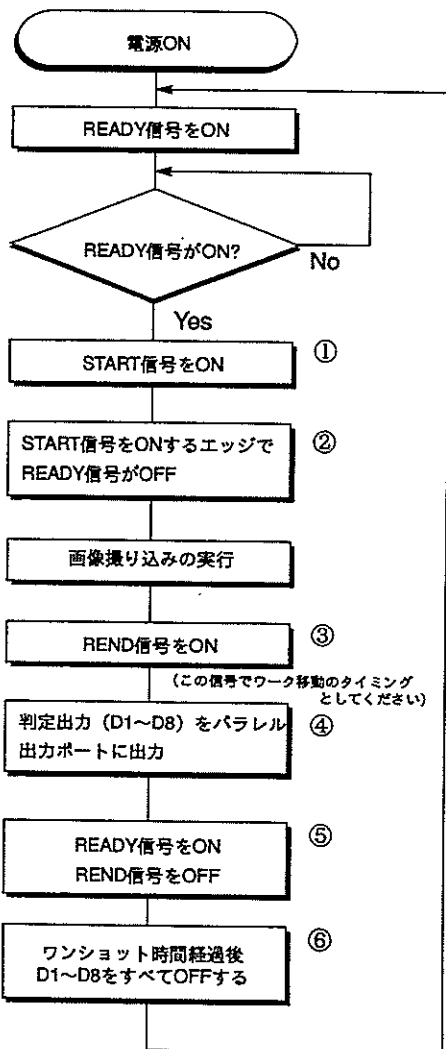 電源ON
READY信号をON
READY信号がON?
No
Yes
START信号をON
①
START信号をONするエッジで
READY信号がOFF
②
画像撮り込みの実行
REND信号をON
③
(この信号でワーク移動のタイミング
としてください)
判定出力（D1～D8）をパラレル
出力ポートに出力
④
READY信号をON
REND信号をOFF
⑤
ワンショット時間経過後
D1～D8をすべてOFFする
⑥